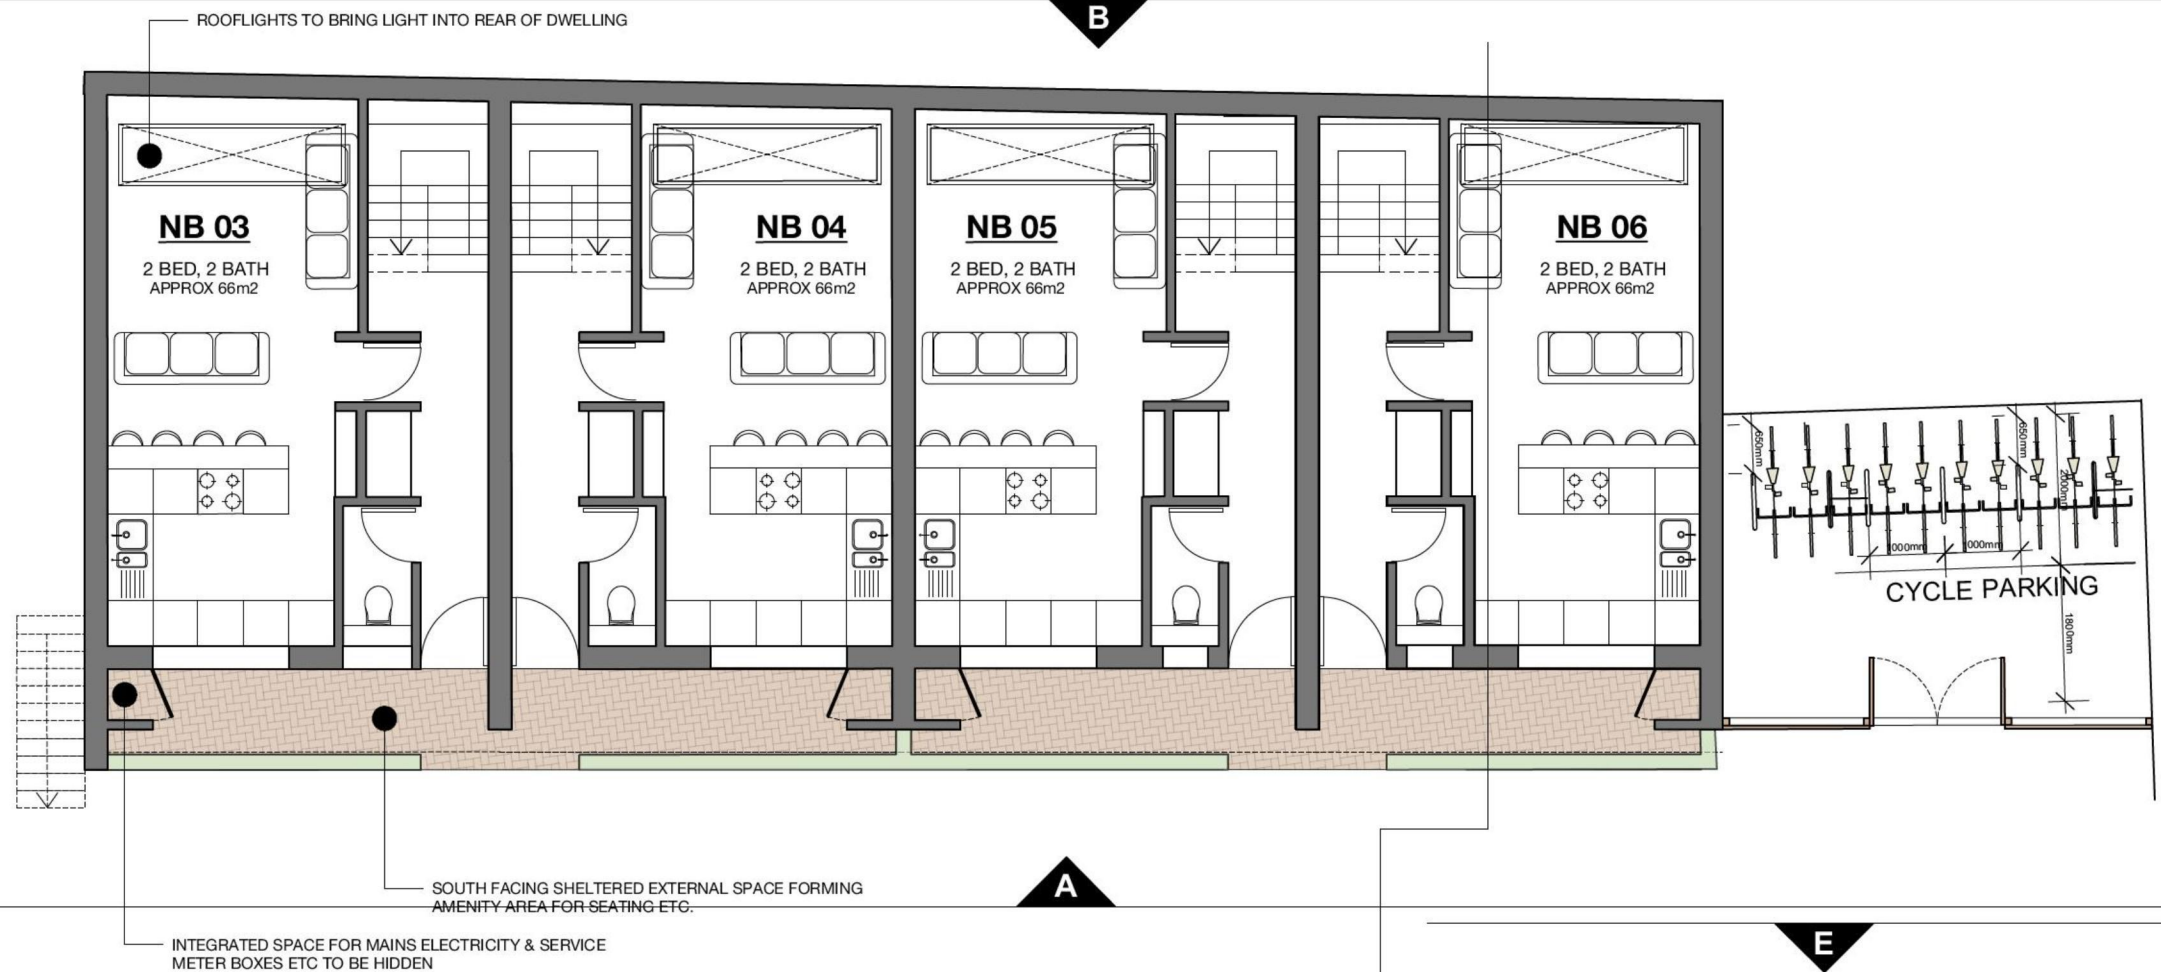 ROOFLIGHTS TO BRING LIGHT INTO REAR OF DWELLING
B
NB 03
2 BED, 2 BATH
APPROX 66m2
NB 04
2 BED, 2 BATH
APPROX 66m2
NB 05
2 BED, 2 BATH
APPROX 66m2
NB 06
2 BED, 2 BATH
APPROX 66m2
650mm
650mm
2000mm
1000mm
1000mm
CYCLE PARKING
1800mm
SOUTH FACING SHELTERED EXTERNAL SPACE FORMING
AMENITY AREA FOR SEATING ETC.
A
INTEGRATED SPACE FOR MAINS ELECTRICITY & SERVICE
METER BOXES ETC TO BE HIDDEN
E